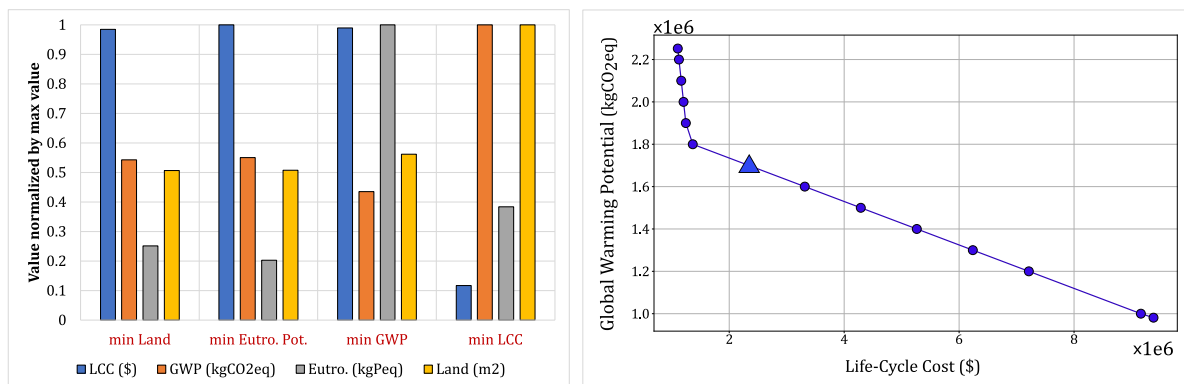 Value normalized by max value
1
0.9
0.8
0.7
0.6
0.5
0.4
0.3
0.2
0.1
0
min Land
min Eutro. Pot.
min GWP
min LCC
LCC ($)
GWP (kgCO2eq)
Eutro. (kgPeq)
Land (m2)
×1e6
Global Warming Potential (kgCO2eq)
2.2
2.0
1.8
1.6
1.4
1.2
1.0
2
4
6
8
×1e6
Life-Cycle Cost ($)